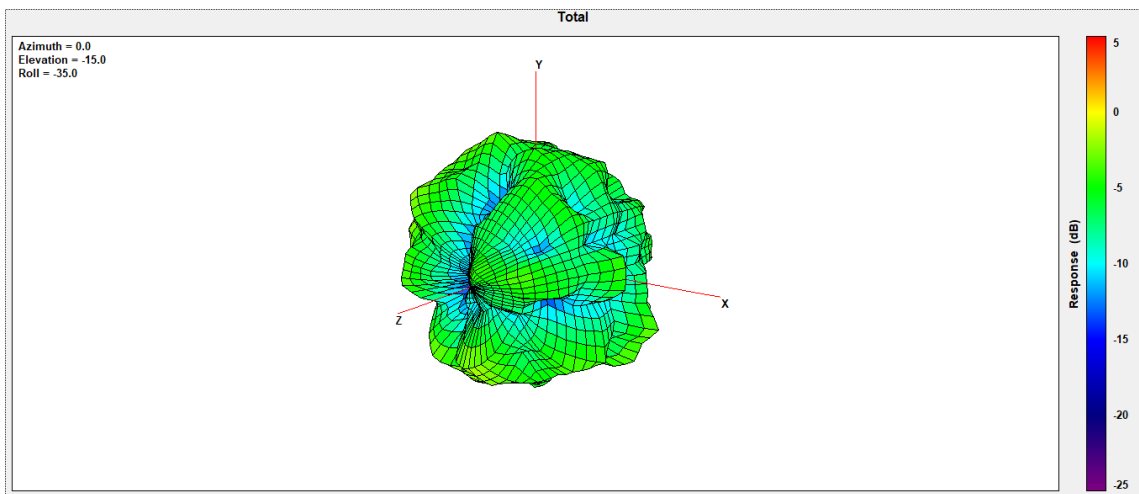 Total
Azimuth = 0.0
Elevation = -15.0
Roll = -35.0
Y
X
Z
5
0
-5
-10
-15
-20
-25
Response (dB)